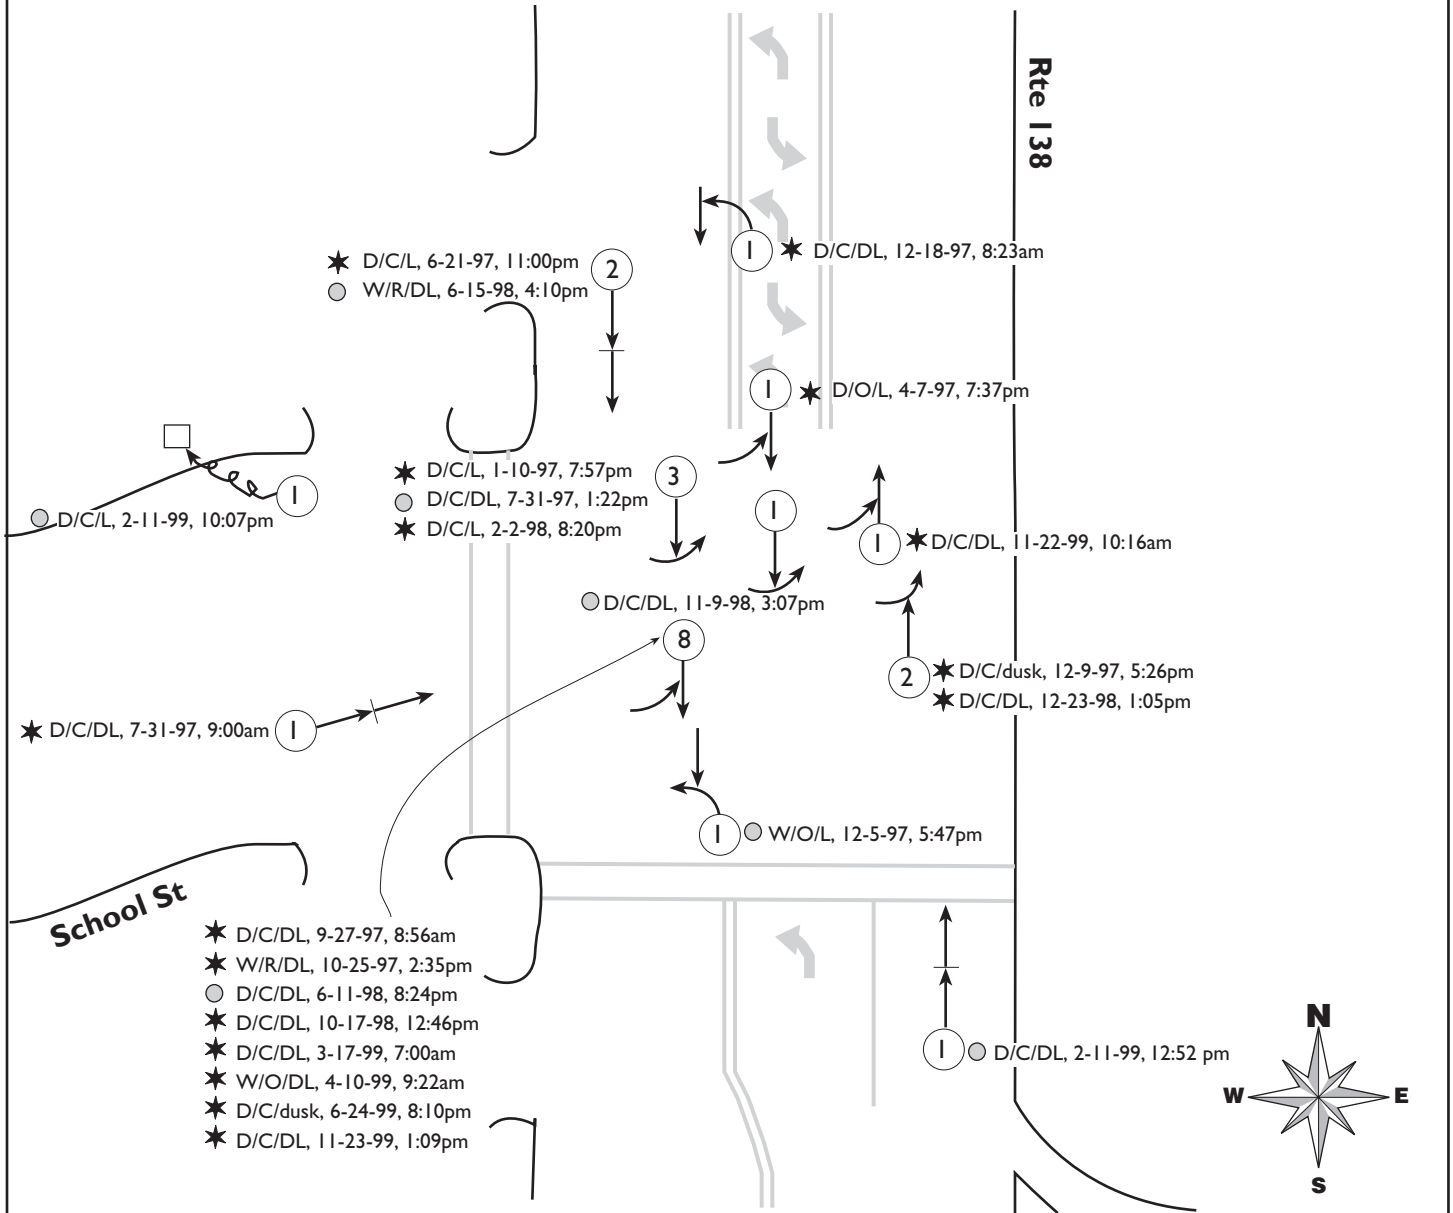 Rte 138
1
D/C/DL, 12-18-97, 8:23am
D/C/L, 6-21-97, 11:00pm
2
W/R/DL, 6-15-98, 4:10pm
1
D/O/L, 4-7-97, 7:37pm
D/C/L, 1-10-97, 7:57pm
3
D/C/DL, 7-31-97, 1:22pm
D/C/L, 2-2-98, 8:20pm
1
D/C/L, 2-11-99, 10:07pm
1
1
D/C/DL, 11-22-99, 10:16am
D/C/DL, 11-9-98, 3:07pm
8
2
D/C/dusk, 12-9-97, 5:26pm
D/C/DL, 12-23-98, 1:05pm
D/C/DL, 7-31-97, 9:00am
1
1
W/O/L, 12-5-97, 5:47pm
School St
D/C/DL, 9-27-97, 8:56am
W/R/DL, 10-25-97, 2:35pm
D/C/DL, 6-11-98, 8:24pm
D/C/DL, 10-17-98, 12:46pm
D/C/DL, 3-17-99, 7:00am
W/O/DL, 4-10-99, 9:22am
D/C/dusk, 6-24-99, 8:10pm
D/C/DL, 11-23-99, 1:09pm
1
D/C/DL, 2-11-99, 12:52 pm
N
W
E
S